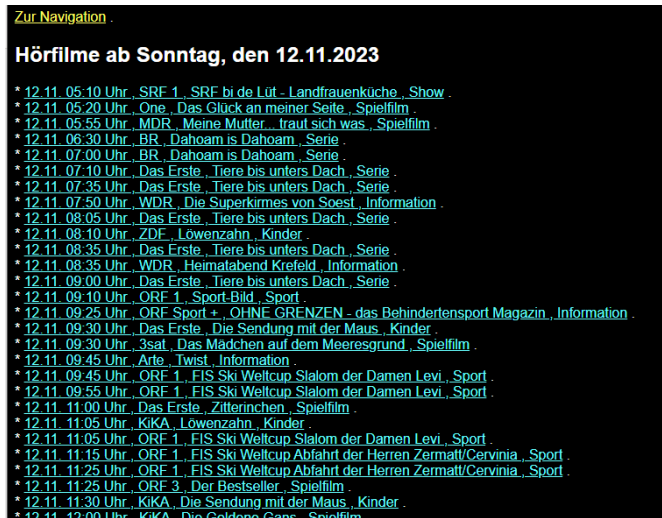 Zur Navigation .
Hörfilme ab Sonntag, den 12.11.2023
* 12.11. 05:10 Uhr , SRF 1 , SRF bi de Lüt - Landfrauenküche , Show .
* 12.11. 05:20 Uhr , One , Das Glück an meiner Seite , Spielfilm .
* 12.11. 05:55 Uhr , MDR , Meine Mutter... traut sich was , Spielfilm .
* 12.11. 06:30 Uhr , BR , Dahoam is Dahoam , Serie .
* 12.11. 07:00 Uhr , BR , Dahoam is Dahoam , Serie .
* 12.11. 07:10 Uhr , Das Erste , Tiere bis unters Dach , Serie .
* 12.11. 07:35 Uhr , Das Erste , Tiere bis unters Dach , Serie .
* 12.11. 07:50 Uhr , WDR , Die Superkirmes von Soest , Information .
* 12.11. 08:05 Uhr , Das Erste , Tiere bis unters Dach , Serie .
* 12.11. 08:10 Uhr , ZDF , Löwenzahn , Kinder .
* 12.11. 08:35 Uhr , Das Erste , Tiere bis unters Dach , Serie .
* 12.11. 08:35 Uhr , WDR , Heimatabend Krefeld , Information .
* 12.11. 09:00 Uhr , Das Erste , Tiere bis unters Dach , Serie .
* 12.11. 09:10 Uhr , ORF 1 , Sport-Bild , Sport .
* 12.11. 09:25 Uhr , ORF Sport + , OHNE GRENZEN - das Behindertensport Magazin , Information .
* 12.11. 09:30 Uhr , Das Erste , Die Sendung mit der Maus , Kinder .
* 12.11. 09:30 Uhr , 3sat , Das Mädchen auf dem Meeresgrund , Spielfilm .
* 12.11. 09:45 Uhr , Arte , Twist , Information .
* 12.11. 09:45 Uhr , ORF 1 , FIS Ski Weltcup Slalom der Damen Levi , Sport .
* 12.11. 09:55 Uhr , ORF 1 , FIS Ski Weltcup Slalom der Damen Levi , Sport .
* 12.11. 11:00 Uhr , Das Erste , Zitterinchen , Spielfilm .
* 12.11. 11:05 Uhr , KiKA , Löwenzahn , Kinder .
* 12.11. 11:05 Uhr , ORF 1 , FIS Ski Weltcup Slalom der Damen Levi , Sport .
* 12.11. 11:15 Uhr , ORF 1 , FIS Ski Weltcup Abfahrt der Herren Zermatt/Cervinia , Sport .
* 12.11. 11:25 Uhr , ORF 1 , FIS Ski Weltcup Abfahrt der Herren Zermatt/Cervinia , Sport .
* 12.11. 11:25 Uhr , ORF 3 , Der Bestseller , Spielfilm .
* 12.11. 11:30 Uhr , KiKA , Die Sendung mit der Maus , Kinder .
* 12.11. 12:00 Uhr , KiKA , Die Goldene Gans , Spielfilm .